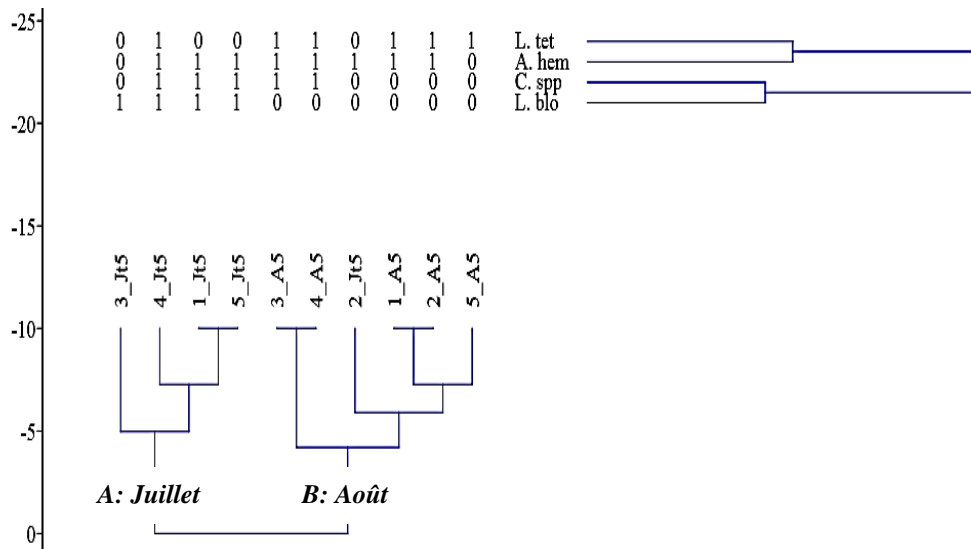 -25
0 1 0 0 1 1 0 1 1 1 L. tet
0 1 1 1 1 1 1 1 1 0 A. hem
0 1 1 1 1 1 0 0 0 0 C. spp
1 1 1 1 0 0 0 0 0 0 L. blo
-20
-15
3_Jt5 4_Jt5 1_Jt5 5_Jt5 3_A5 4_A5 2_Jt5 1_A5 2_A5 5_A5
-10
-5
A: Juillet B: Août
0